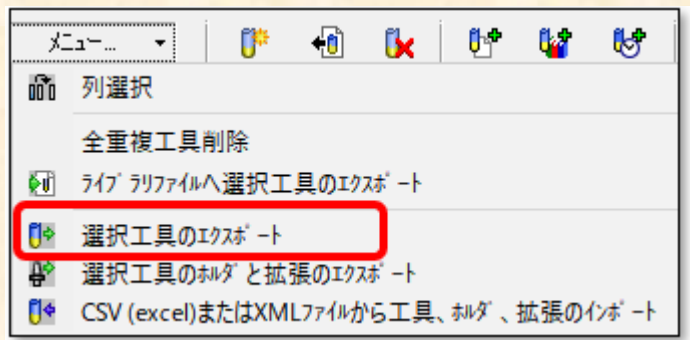 ﾒﾆｭｰ...
列選択
全重複工具削除
ﾗｲﾌﾞﾗﾘﾌｧｲﾙへ選択工具のｴｸｽﾎﾟｰﾄ
選択工具のｴｸｽﾎﾟｰﾄ
選択工具のﾎﾙﾀﾞと拡張のｴｸｽﾎﾟｰﾄ
CSV (excel)またはXMLﾌｧｲﾙから工具、ﾎﾙﾀﾞ、拡張のｲﾝﾎﾟｰﾄ